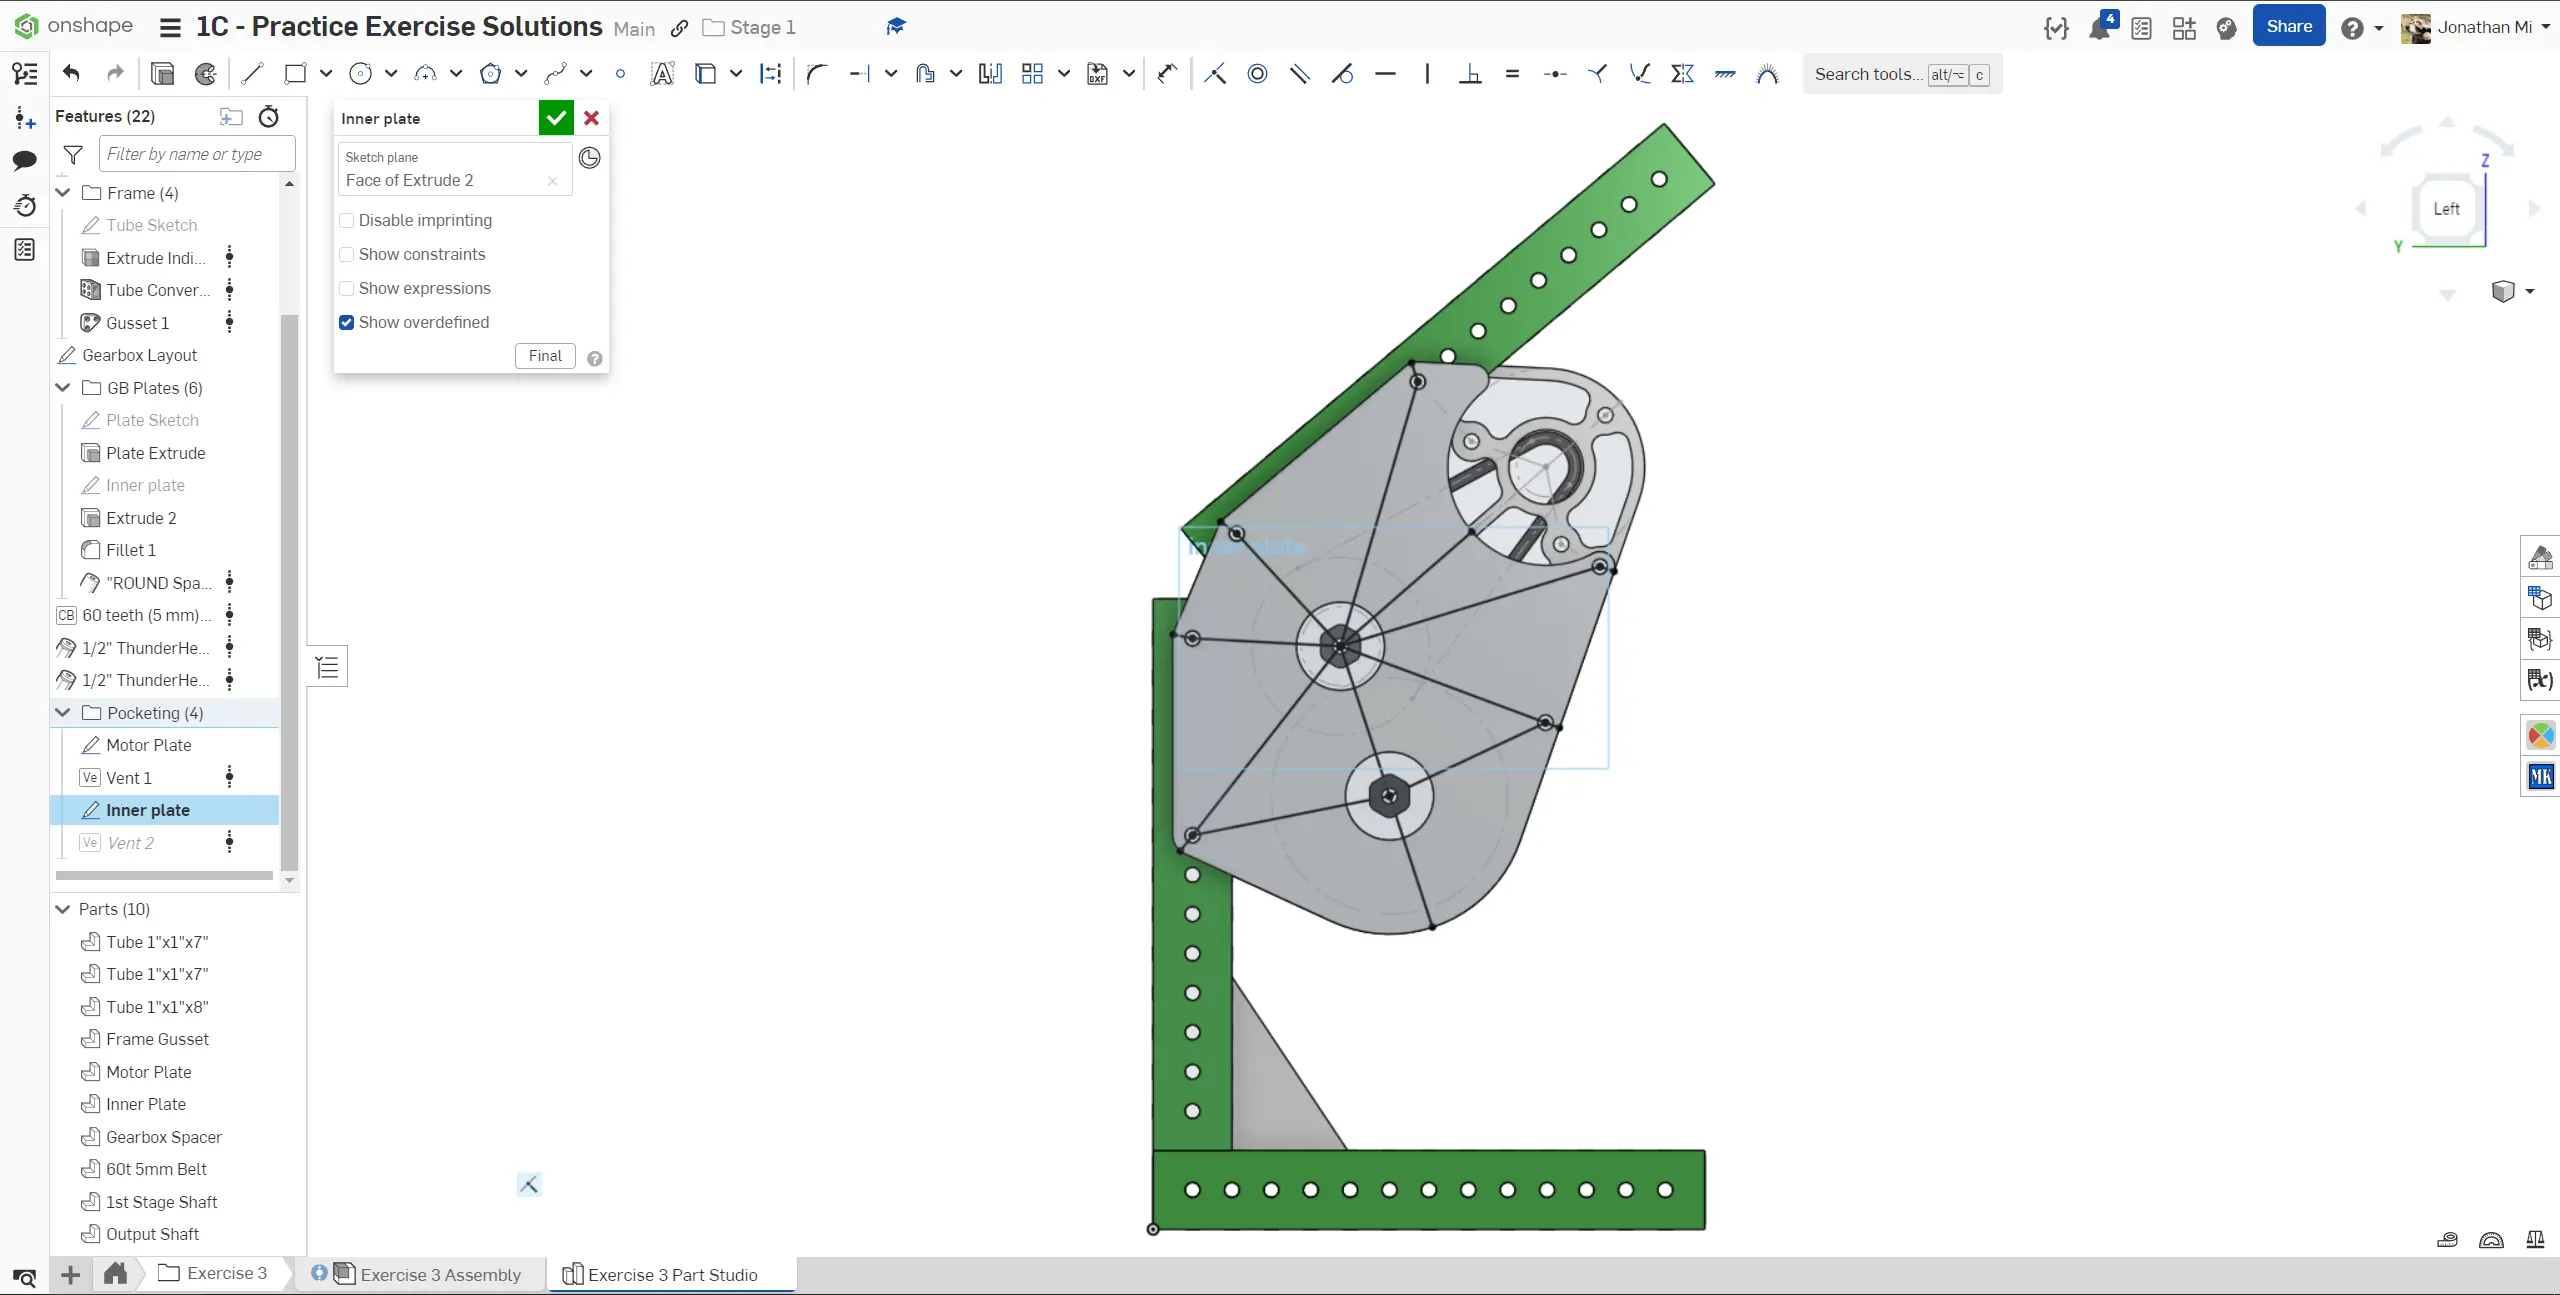 onshape
1C - Practice Exercise Solutions Main Stage 1
4
Share
Jonathan Mi
Search tools... alt/⌥ c
Features (22)
Filter by name or type
Frame (4)
Tube Sketch
Extrude Indi...
Tube Conver...
Gusset 1
Gearbox Layout
GB Plates (6)
Plate Sketch
Plate Extrude
Inner plate
Extrude 2
Fillet 1
"ROUND Spa...
CB 60 teeth (5 mm)...
1/2" ThunderHe...
1/2" ThunderHe...
Pocketing (4)
Motor Plate
Ve Vent 1
Inner plate
Ve Vent 2
Parts (10)
Tube 1"x1"x7"
Tube 1"x1"x7"
Tube 1"x1"x8"
Frame Gusset
Motor Plate
Inner Plate
Gearbox Spacer
60t 5mm Belt
1st Stage Shaft
Output Shaft
Inner plate
Sketch plane
Face of Extrude 2
Disable imprinting
Show constraints
Show expressions
Show overdefined
Final
Inner plate
Z
Left
Y
(x)
MK
DXF
Exercise 3
Exercise 3 Assembly
Exercise 3 Part Studio